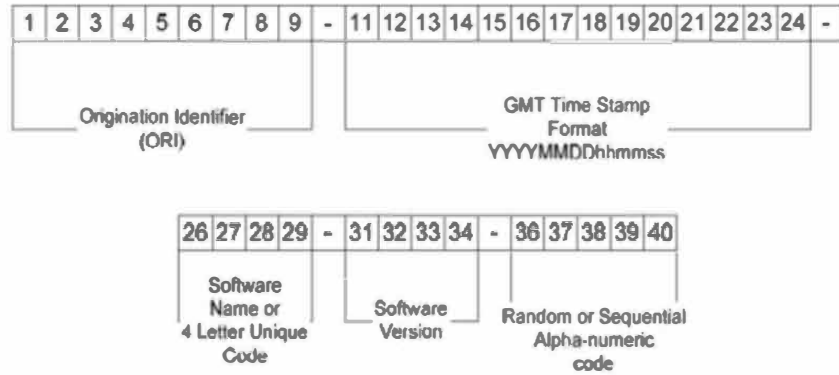 1 2 3 4 5 6 7 8 9 - 11 12 13 14 15 16 17 18 19 20 21 22 23 24 -
Origination Identifier
(ORI)
GMT Time Stamp
Format
YYYYMMDDhhmmss
26 27 28 29 - 31 32 33 34 - 36 37 38 39 40
Software
Name or
4 Letter Unique
Code
Software
Version
Random or Sequential
Alpha-numeric
code